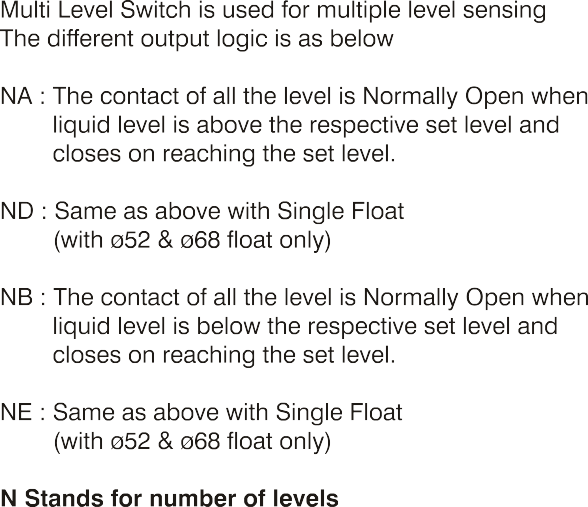 Multi Level Switch is used for multiple level sensing
The different output logic is as below
NA : The contact of all the level is Normally Open when
liquid level is above the respective set level and
closes on reaching the set level.
ND : Same as above with Single Float
(with ø52 & ø68 float only)
NB : The contact of all the level is Normally Open when
liquid level is below the respective set level and
closes on reaching the set level.
NE : Same as above with Single Float
(with ø52 & ø68 float only)
N Stands for number of levels